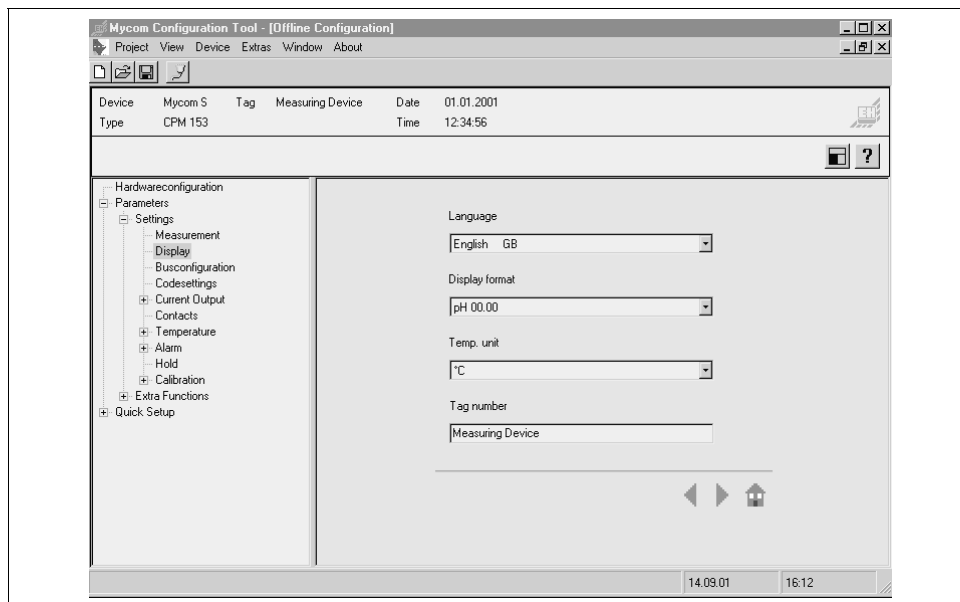 Mycom Configuration Tool - [Offline Configuration]
Project View Device Extras Window About
Device Mycom S Tag Measuring Device Date 01.01.2001
Type CPM 153 Time 12:34:56
EH
?
Hardwareconfiguration
Parameters
Settings
Measurement
Display
Busconfiguration
Codesettings
Current Output
Contacts
Temperature
Alarm
Hold
Calibration
Extra Functions
Quick Setup
Language
English GB
Display format
pH 00.00
Temp. unit
°C
Tag number
Measuring Device
14.09.01 16:12